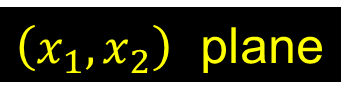 (x₁, x₂) plane